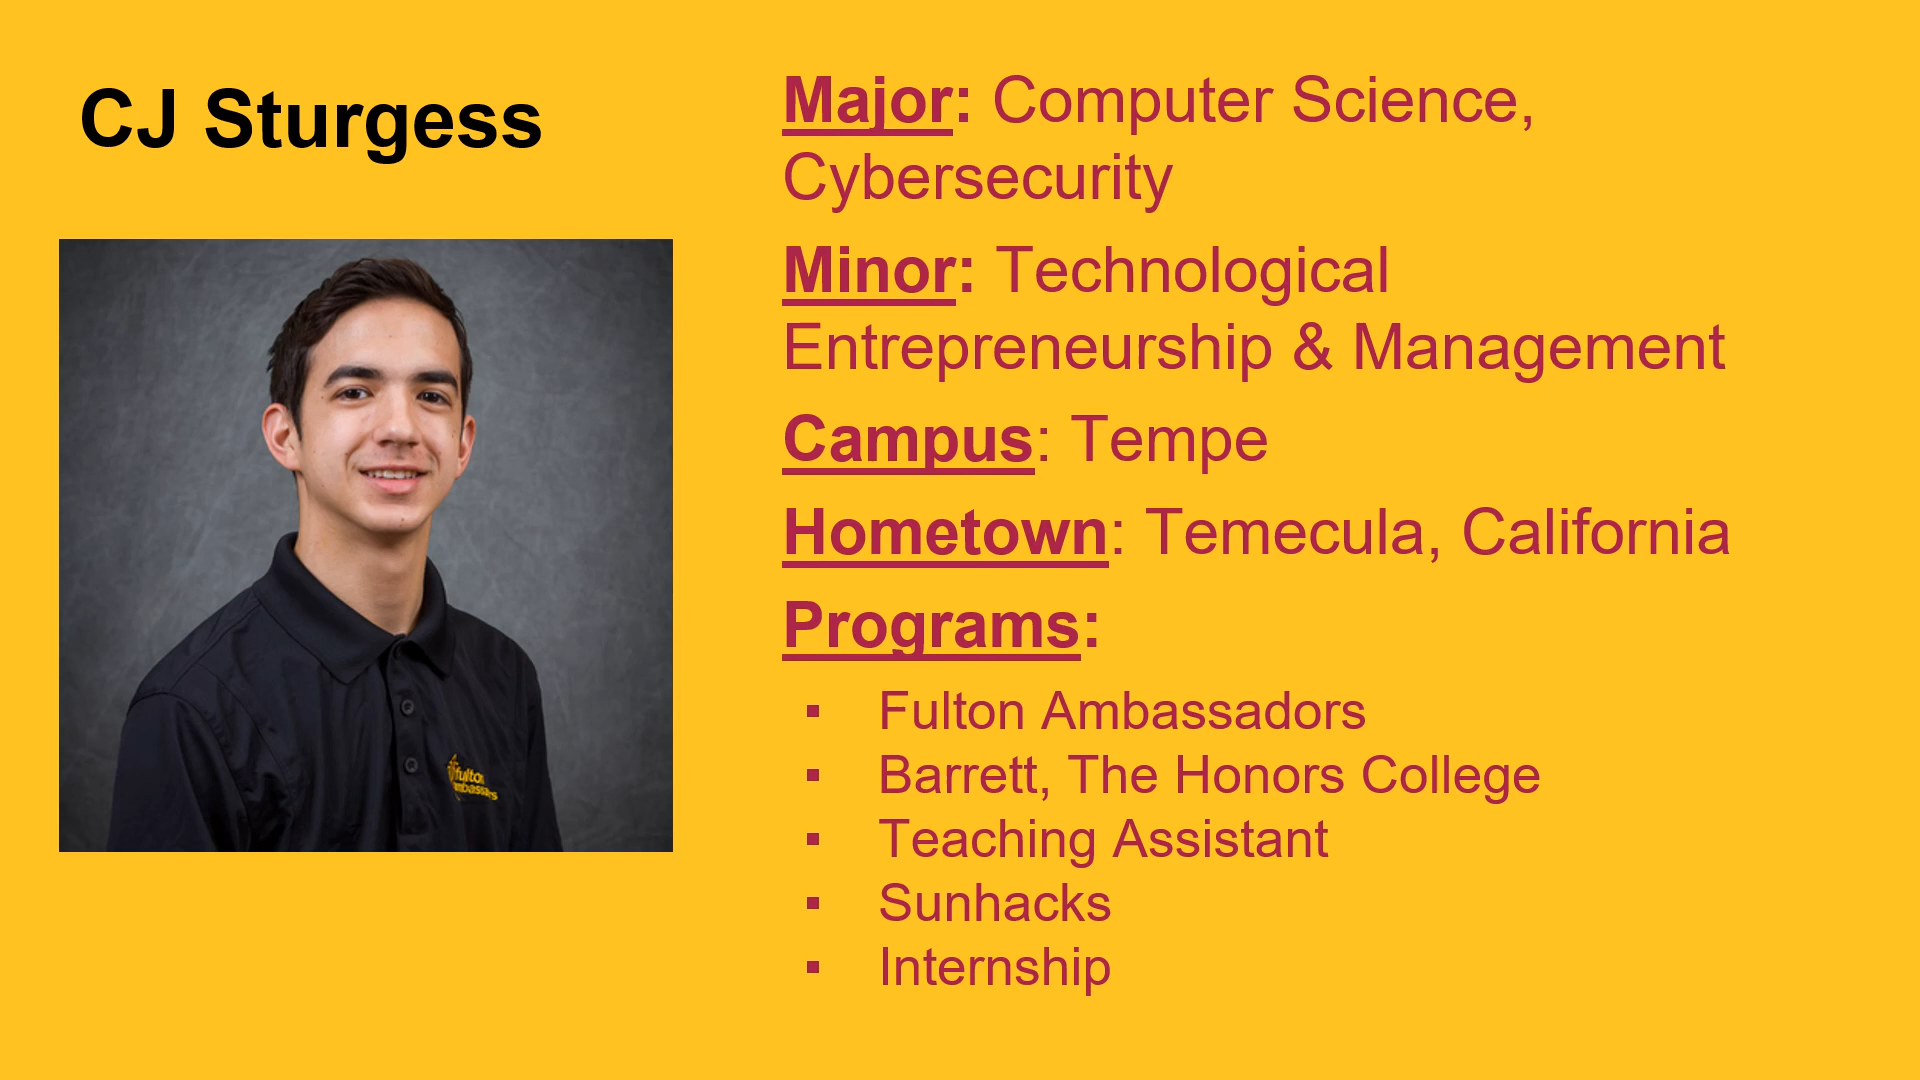 CJ Sturgess
Major: Computer Science,
Cybersecurity
Minor: Technological
Entrepreneurship & Management
Campus: Tempe
Hometown: Temecula, California
Programs:
▪ Fulton Ambassadors
▪ Barrett, The Honors College
▪ Teaching Assistant
▪ Sunhacks
▪ Internship
fulton